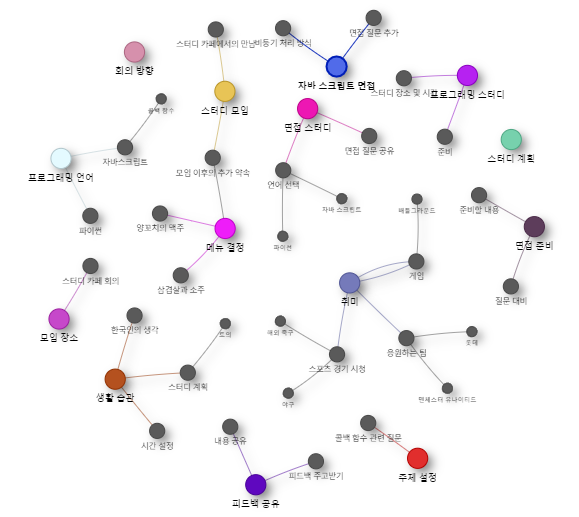 면접 질문 추가
스터디 카페에서의 만남
비동기 처리 방식
회의 방향
자바 스크립트 면접
스터디 장소 및 시간
프로그래밍 스터디
콜백 함수
스터디 모임
면접 스터디
면접 질문 공유
준비
스터디 계획
자바스크립트
프로그래밍 언어
모임 이후의 추가 약속
언어 선택
자바 스크립트
배틀그라운드
준비할 내용
파이썬
양꼬치와 맥주
메뉴 결정
파이썬
면접 준비
스터디 카페 회의
삼겹살과 소주
게임
질문 대비
취미
모임 장소
한국인의 생각
토익
해외 축구
응원하는 팀
롯데
스포츠 경기 시청
스터디 계획
생활 습관
야구
맨체스터 유나이티드
시간 설정
내용 공유
콜백 함수 관련 질문
피드백 주고받기
주제 설정
피드백 공유